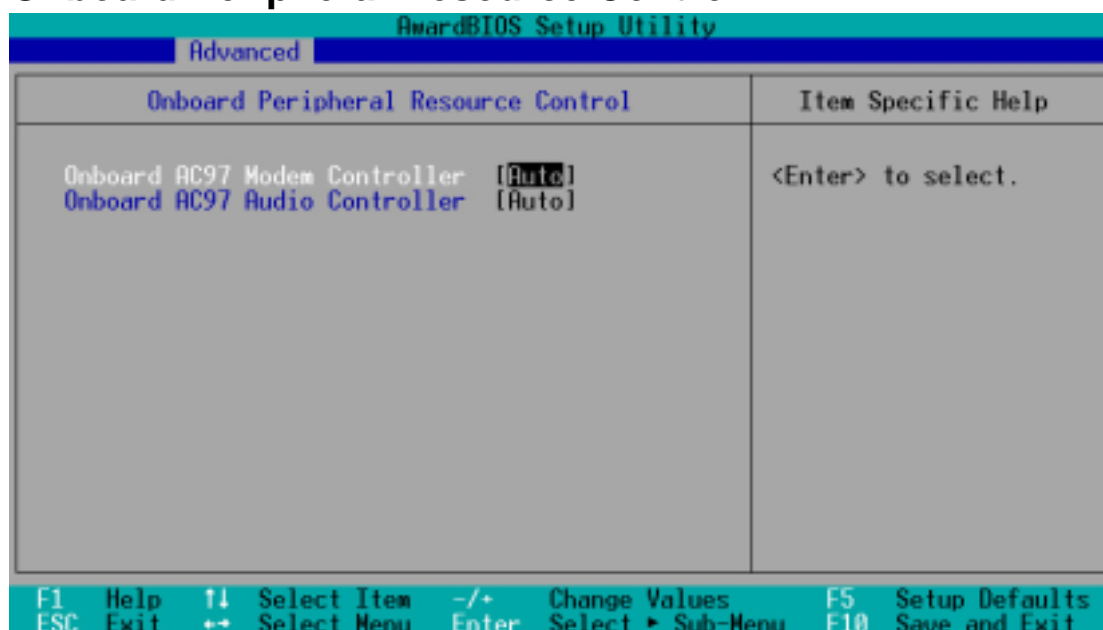 AwardBIOS Setup Utility
Advanced
Onboard Peripheral Resource Control
Item Specific Help
Onboard AC97 Modem Controller [Auto]
Onboard AC97 Audio Controller [Auto]
<Enter> to select.
F1 Help ↑↓ Select Item -/+ Change Values F5 Setup Defaults
ESC Exit ←→ Select Menu Enter Select ► Sub-Menu F10 Save and Exit